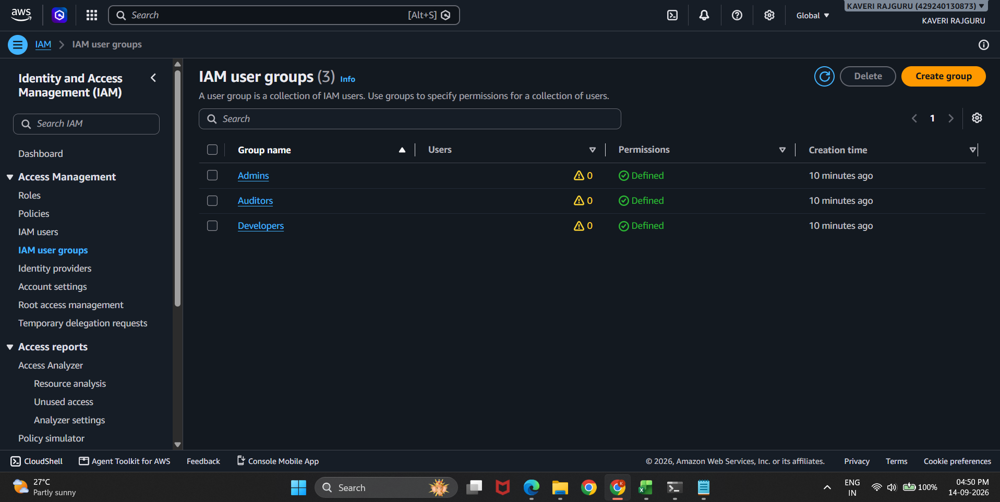 aws
Search
[Alt+S]
Global
KAVERI RAJGURU (429240130873)
KAVERI RAJGURU
IAM
IAM user groups
Identity and Access
Management (IAM)
Search IAM
Dashboard
Access Management
Roles
Policies
IAM users
IAM user groups
Identity providers
Account settings
Root access management
Temporary delegation requests
Access reports
Access Analyzer
Resource analysis
Unused access
Analyzer settings
Policy simulator
IAM user groups (3) Info
A user group is a collection of IAM users. Use groups to specify permissions for a collection of users.
Delete
Create group
Search
1
Group name Users Permissions Creation time
Admins 0 Defined 10 minutes ago
Auditors 0 Defined 10 minutes ago
Developers 0 Defined 10 minutes ago
CloudShell Agent Toolkit for AWS Feedback Console Mobile App © 2026, Amazon Web Services, Inc. or its affiliates. Privacy Terms Cookie preferences
27°C
Partly sunny
Search
K
X
ENG
IN
100%
04:50 PM
14-09-2026